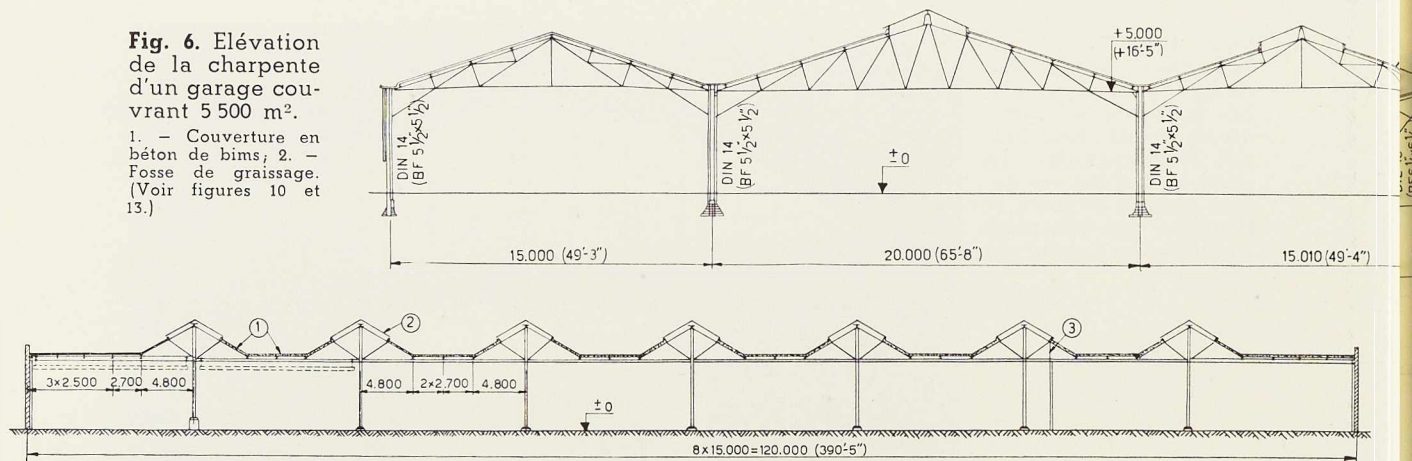 Fig. 6. Elévation
de la charpente
d'un garage cou-
vrant 5 500 m².
1. — Couverture en
béton de bims; 2. —
Fosse de graissage.
(Voir figures 10 et
13.)
+5.000
(+16'-5")
DIN 14
(BF 5½"×5½")
DIN 14
(BF 5½"×5½")
DIN 14
(BF 5½"×5½")
±0
15.000 (49'-3")
20.000 (65'-8")
15.010 (49'-4")
1
2
3
3×2.500
2.700
4.800
4.800
2×2.700
4.800
±0
8×15.000=120.000 (390'-5")